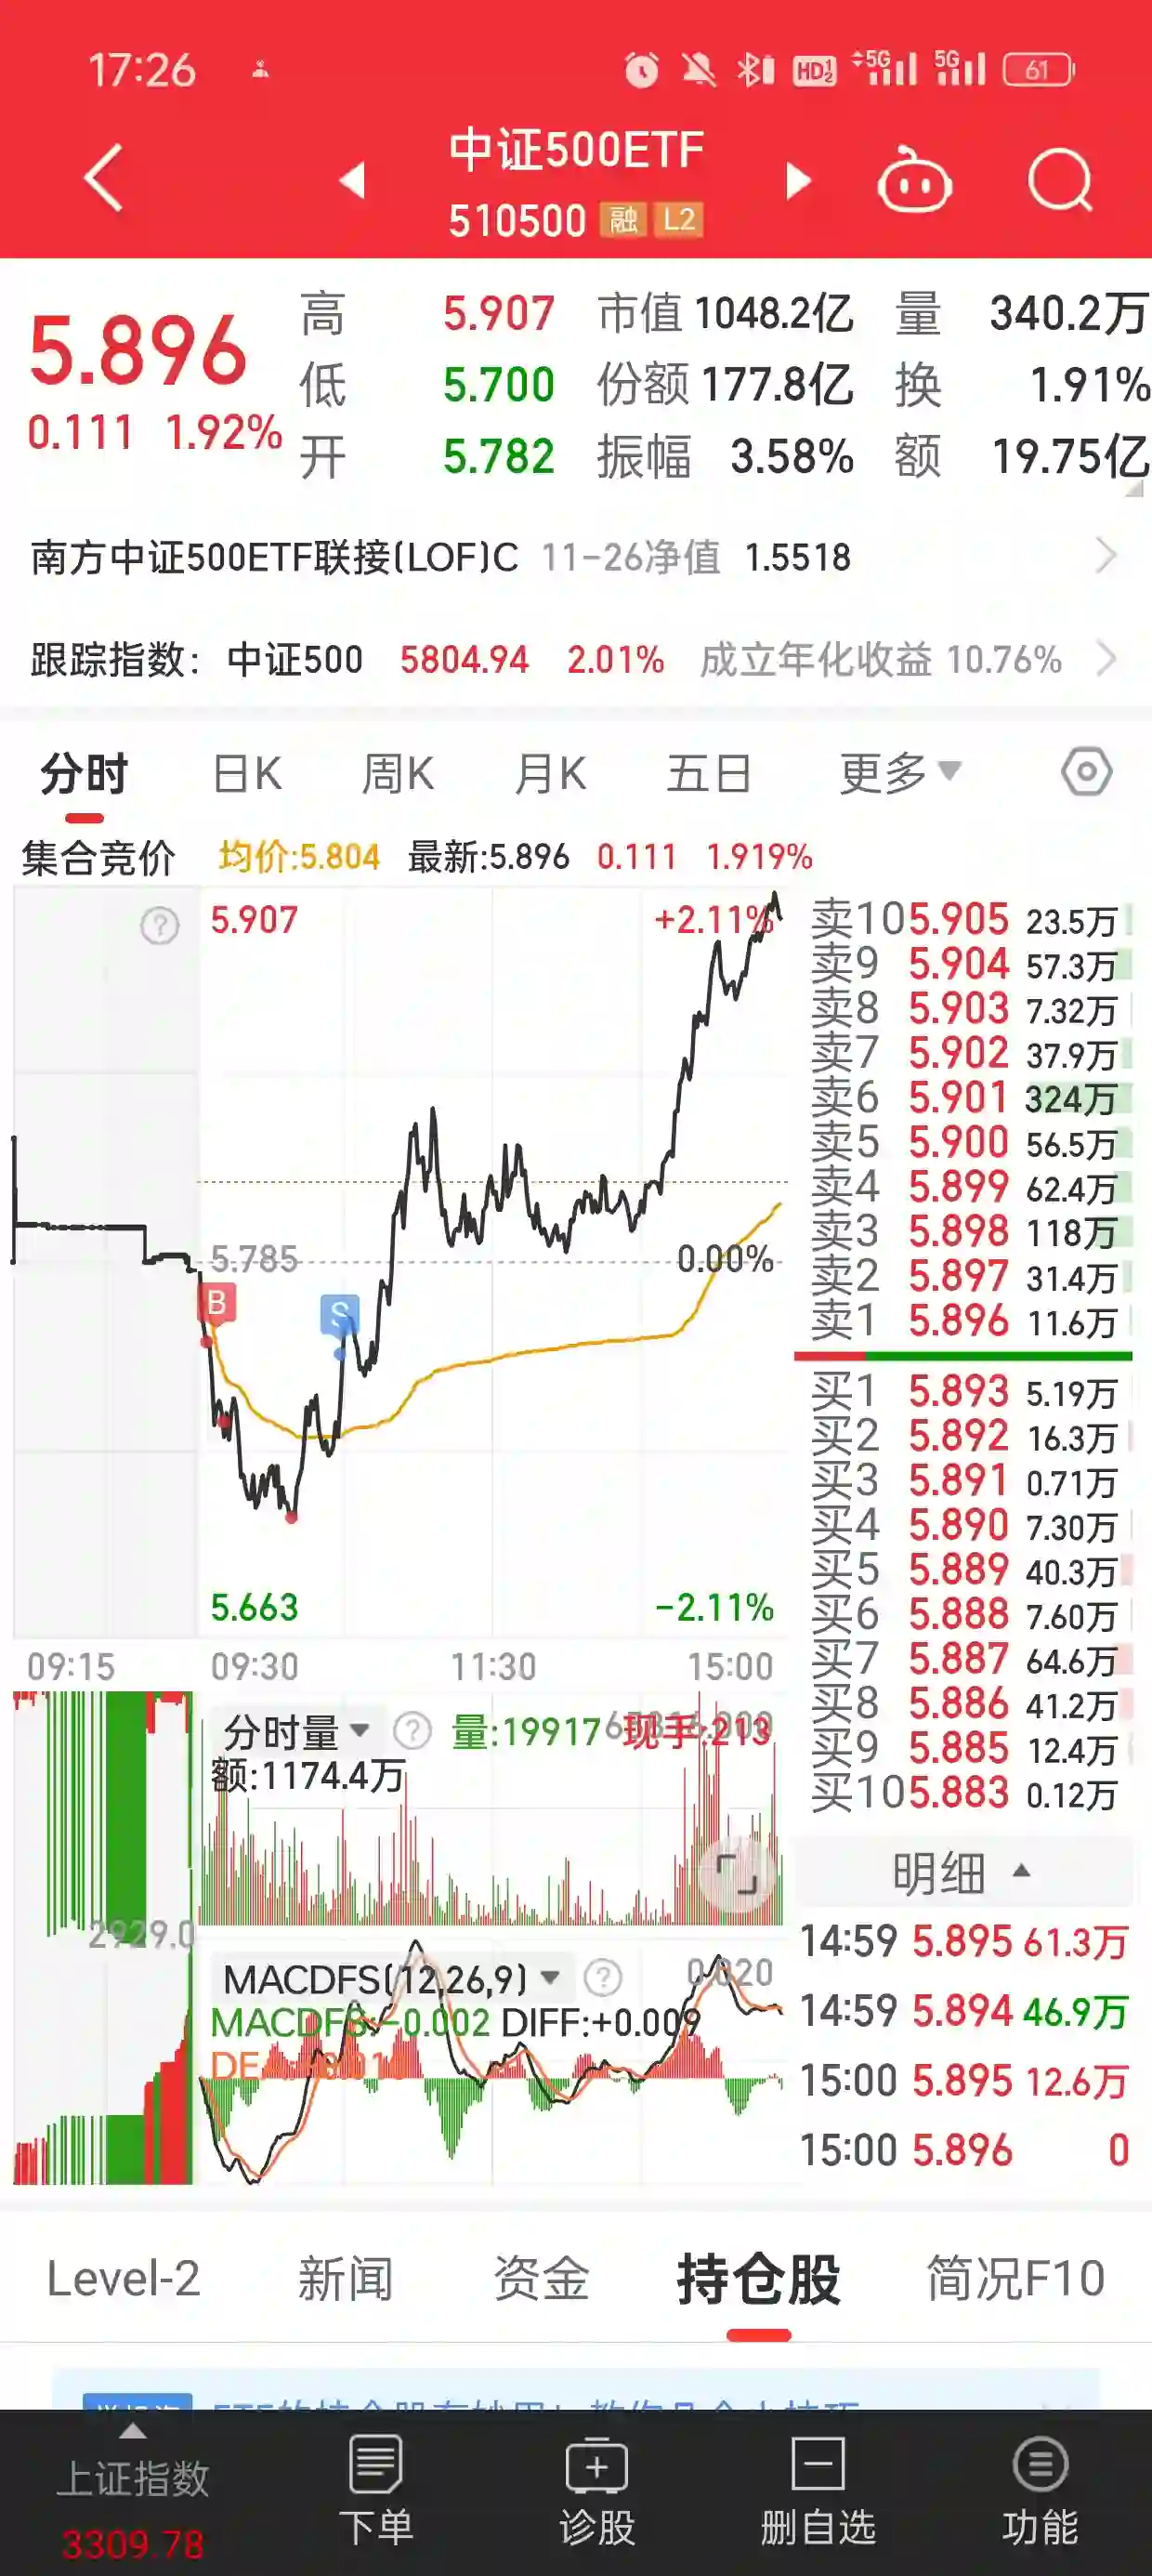 17:26 HD 1 2 5G 5G 61
中证500ETF
510500 融 L2
5.896
0.111 1.92%
高 5.907 市值 1048.2亿 量 340.2万
低 5.700 份额 177.8亿 换 1.91%
开 5.782 振幅 3.58% 额 19.75亿
南方中证500ETF联接(LOF)C 11-26净值 1.5518
跟踪指数: 中证500 5804.94 2.01% 成立年化收益 10.76%
分时 日K 周K 月K 五日 更多
集合竞价 均价:5.804 最新:5.896 0.111 1.919%
? 5.907 +2.11%
5.785 0.00%
B S
5.663 -2.11%
09:15 09:30 11:30 15:00
卖10 5.905 23.5万
卖9 5.904 57.3万
卖8 5.903 7.32万
卖7 5.902 37.9万
卖6 5.901 324万
卖5 5.900 56.5万
卖4 5.899 62.4万
卖3 5.898 118万
卖2 5.897 31.4万
卖1 5.896 11.6万
买1 5.893 5.19万
买2 5.892 16.3万
买3 5.891 0.71万
买4 5.890 7.30万
买5 5.889 40.3万
买6 5.888 7.60万
买7 5.887 64.6万
买8 5.886 41.2万
买9 5.885 12.4万
买10 5.883 0.12万
分时量 ? 量:19917 现手:213
额:1174.4万
2929.0
MACDFS(12,26,9) ? 0.020
MACDFS:-0.002 DIFF:+0.009
明细
14:59 5.895 61.3万
14:59 5.894 46.9万
15:00 5.895 12.6万
15:00 5.896 0
Level-2 新闻 资金 持仓股 简况F10
上证指数 下单 诊股 删自选 功能
3309.78